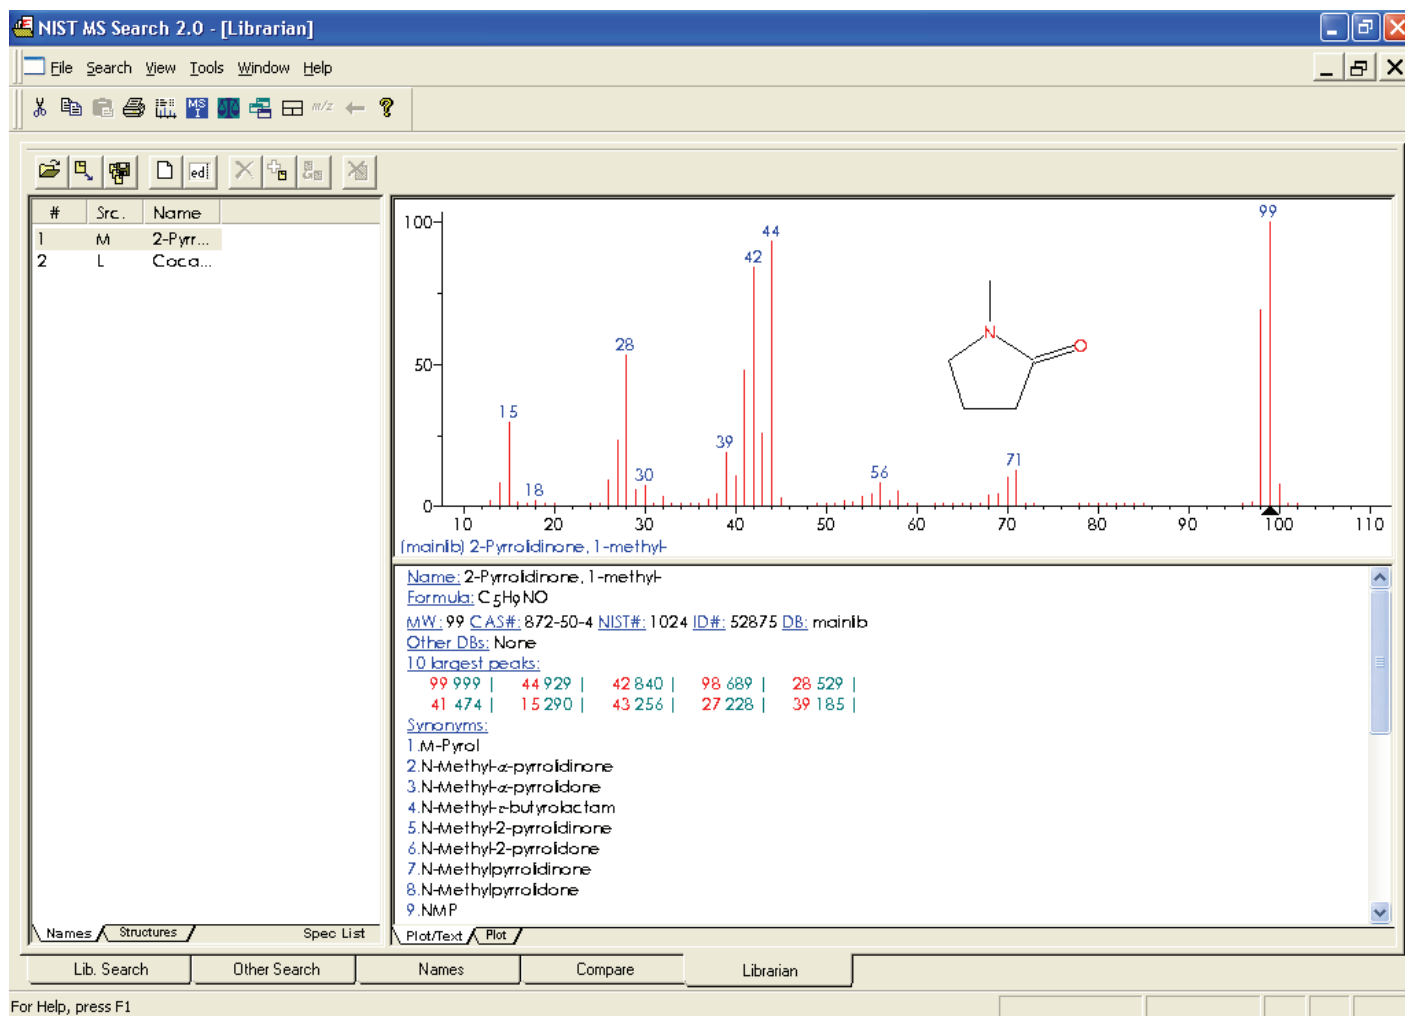 NIST MS Search 2.0 - [Librarian]
File Search View Tools Window Help
MS
I
m/z
?
ed
# Src. Name
1 M 2-Pyrr...
2 L Coca...
Names Structures Spec List
100
50
0
15
18
28
30
39
42
44
56
71
99
N
O
10 20 30 40 50 60 70 80 90 100 110
(mainlib) 2-Pyrrolidinone, 1-methyl-
Name: 2-Pyrrolidinone, 1-methyl-
Formula: C5H9NO
MW: 99 CAS#: 872-50-4 NIST#: 1024 ID#: 52875 DB: mainlib
Other DBs: None
10 largest peaks:
99 999 | 44 929 | 42 840 | 98 689 | 28 529 |
41 474 | 15 290 | 43 256 | 27 228 | 39 185 |
Synonyms:
1.M-Pyrol
2.N-Methyl-α-pyrrolidinone
3.N-Methyl-α-pyrrolidone
4.N-Methyl-butyrolactam
5.N-Methyl-2-pyrrolidinone
6.N-Methyl-2-pyrrolidone
7.N-Methylpyrrolidinone
8.N-Methylpyrrolidone
9.NMP
Plot/Text Plot
Lib. Search Other Search Names Compare Librarian
For Help, press F1